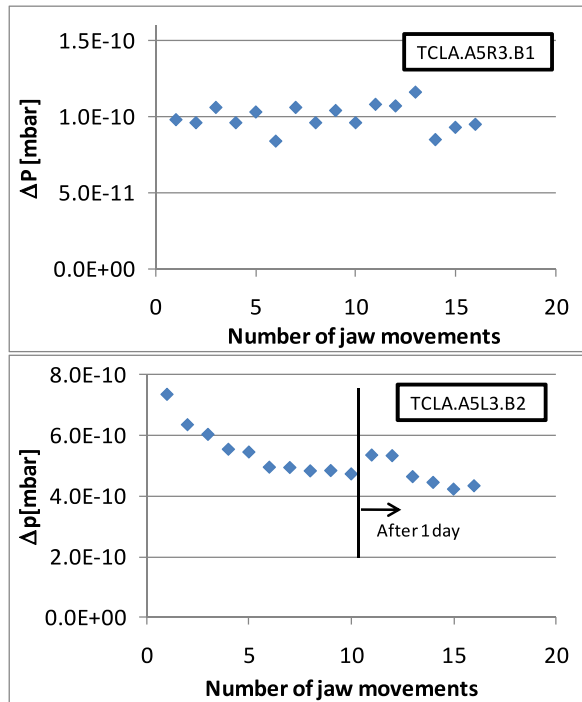 1.5E-10
TCLA.A5R3.B1
1.0E-10
5.0E-11
0.0E+00
ΔP [mbar]
0 5 10 15 20
Number of jaw movements
8.0E-10
TCLA.A5L3.B2
6.0E-10
4.0E-10
After 1 day
2.0E-10
0.0E+00
Δp[mbar]
0 5 10 15 20
Number of jaw movements